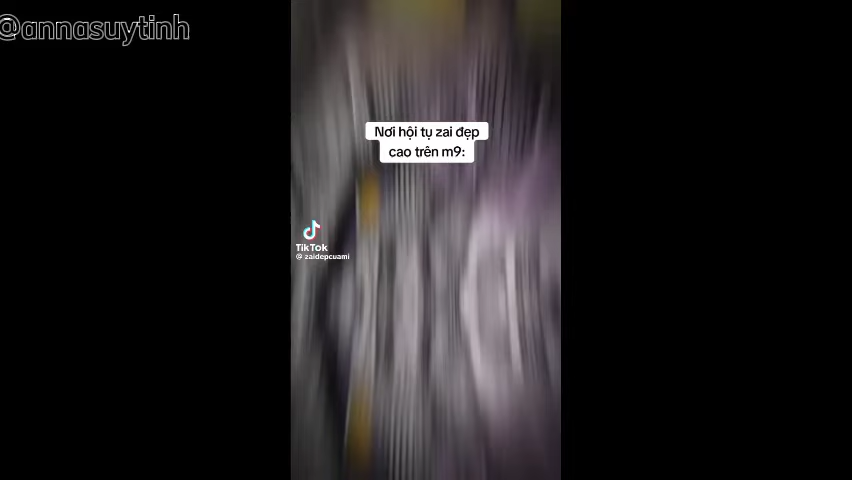 @annasuytinh
Nơi hội tụ zai đẹp
cao trên m9:
TikTok
@ zaidepcuami